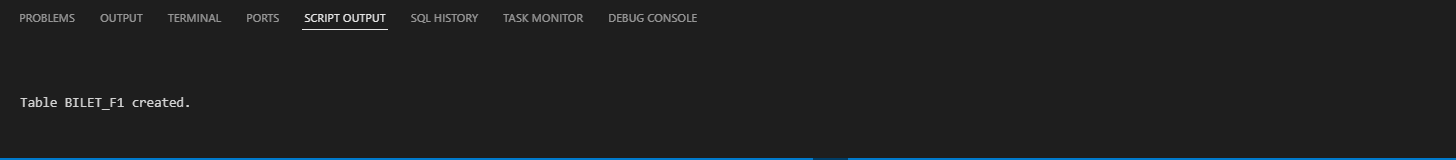 PROBLEMS OUTPUT TERMINAL PORTS SCRIPT OUTPUT SQL HISTORY TASK MONITOR DEBUG CONSOLE
Table BILET_F1 created.